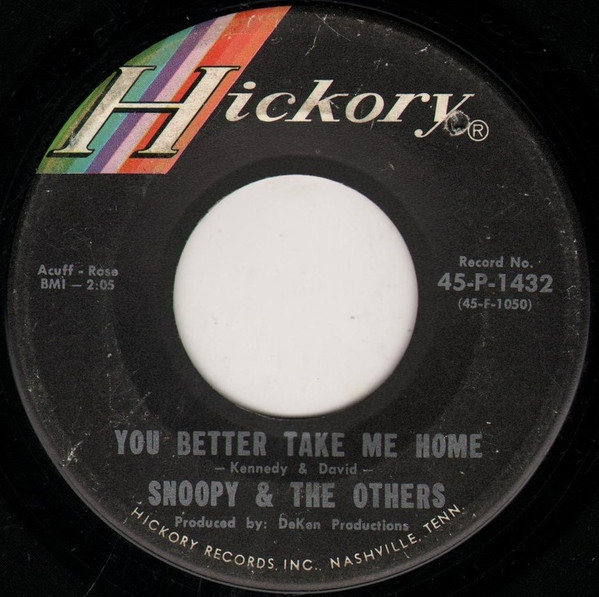 Hickory®
Acuff - Rose
BMI — 2:05
Record No.
45-P-1432
(45-F-1050)
YOU BETTER TAKE ME HOME
— Kennedy & David —
SNOOPY & THE OTHERS
Produced by: DeKen Productions
HICKORY RECORDS, INC., NASHVILLE, TENN.